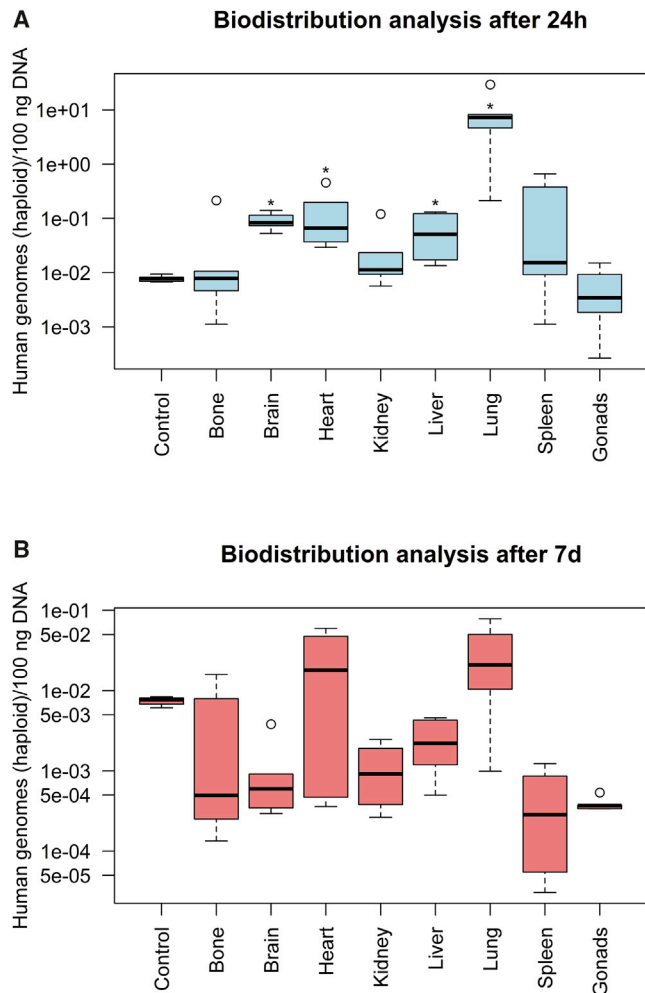 A
Biodistribution analysis after 24h
Human genomes (haploid)/100 ng DNA
1e+01
1e+00
1e-01
1e-02
1e-03
* * * *
Control Bone Brain Heart Kidney Liver Lung Spleen Gonads
B
Biodistribution analysis after 7d
Human genomes (haploid)/100 ng DNA
1e-01
5e-02
1e-02
5e-03
1e-03
5e-04
1e-04
5e-05
Control Bone Brain Heart Kidney Liver Lung Spleen Gonads